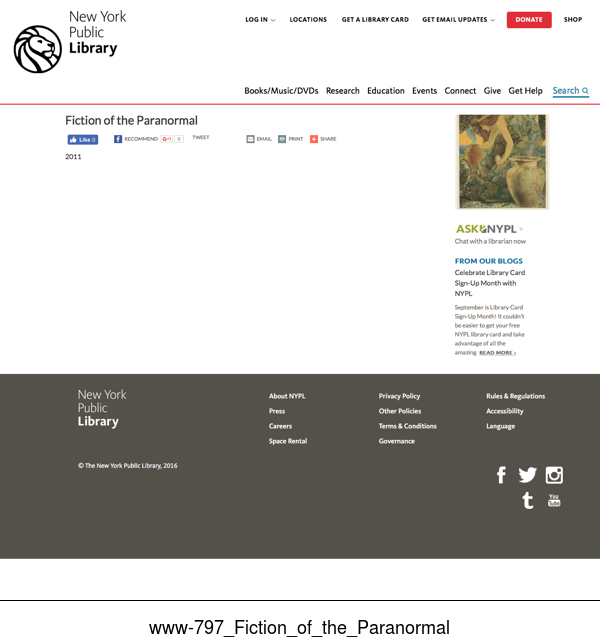 New York
Public
Library
LOG IN
LOCATIONS
GET A LIBRARY CARD
GET EMAIL UPDATES
DONATE
SHOP
Books/Music/DVDs Research Education Events Connect Give Get Help Search
Fiction of the Paranormal
Like 0
RECOMMEND
G+1 0
TWEET
EMAIL
PRINT
SHARE
2011
ASK NYPL >
Chat with a librarian now
FROM OUR BLOGS
Celebrate Library Card
Sign-Up Month with
NYPL
September is Library Card
Sign-Up Month! It couldn't
be easier to get your free
NYPL library card and take
advantage of all the
amazing READ MORE ›
New York
Public
Library
About NYPL
Press
Careers
Space Rental
Privacy Policy
Other Policies
Terms & Conditions
Governance
Rules & Regulations
Accessibility
Language
© The New York Public Library, 2016
You
Tube
www-797_Fiction_of_the_Paranormal